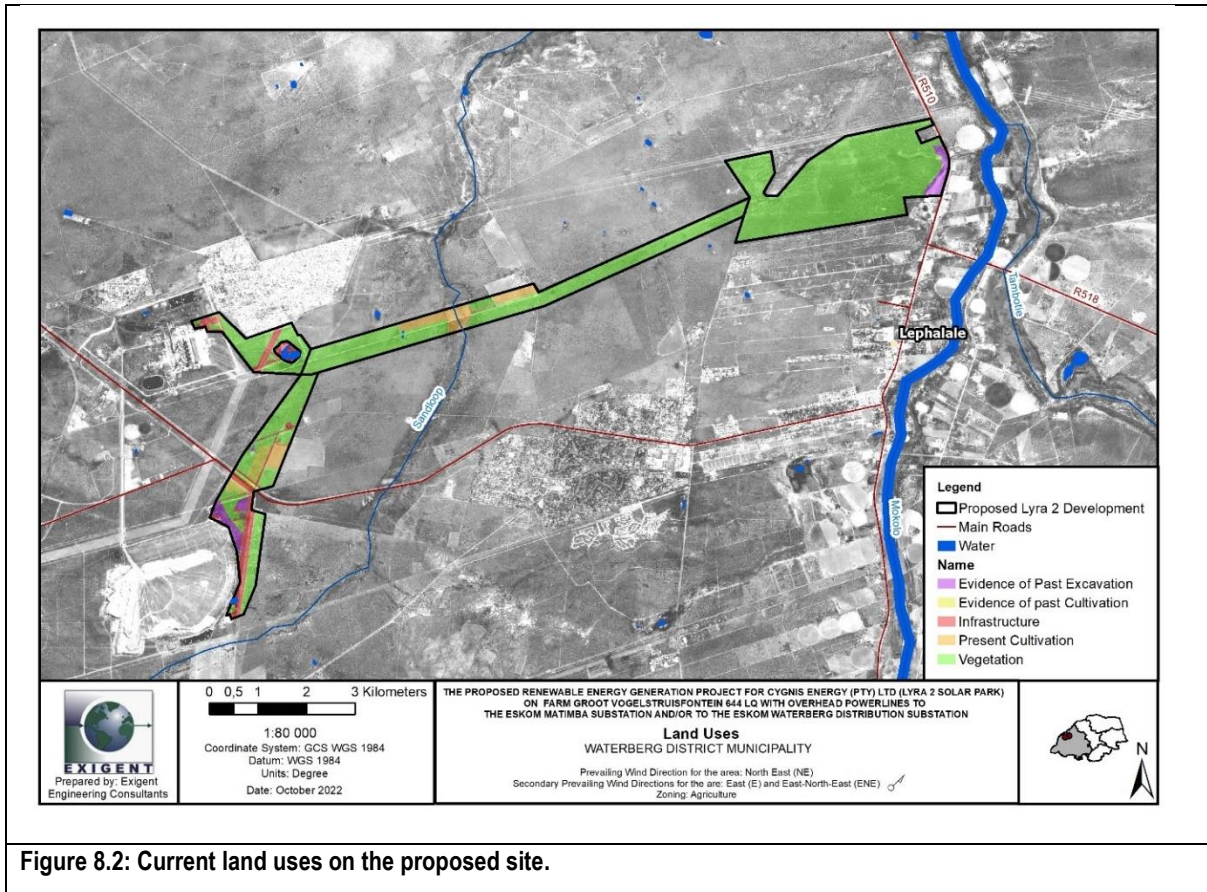 R510
R518
Tambotie
Lephalale
Sandloop
Mokolo
Legend
Proposed Lyra 2 Development
Main Roads
Water
Name
Evidence of Past Excavation
Evidence of past Cultivation
Infrastructure
Present Cultivation
Vegetation
EXIGENT
Prepared by: Exigent
Engineering Consultants
0 0,5 1 2 3 Kilometers
1:80 000
Coordinate System: GCS WGS 1984
Datum: WGS 1984
Units: Degree
Date: October 2022
THE PROPOSED RENEWABLE ENERGY GENERATION PROJECT FOR CYGNIS ENERGY (PTY) LTD (LYRA 2 SOLAR PARK)
ON FARM GROOT VOGELSTRUISFONTEIN 644 LQ WITH OVERHEAD POWERLINES TO
THE ESKOM MATIMBA SUBSTATION AND/OR TO THE ESKOM WATERBERG DISTRIBUTION SUBSTATION
Land Uses
WATERBERG DISTRICT MUNICIPALITY
Prevailing Wind Direction for the area: North East (NE)
Secondary Prevailing Wind Directions for the are: East (E) and East-North-East (ENE)
Zoning: Agriculture
N
Figure 8.2: Current land uses on the proposed site.